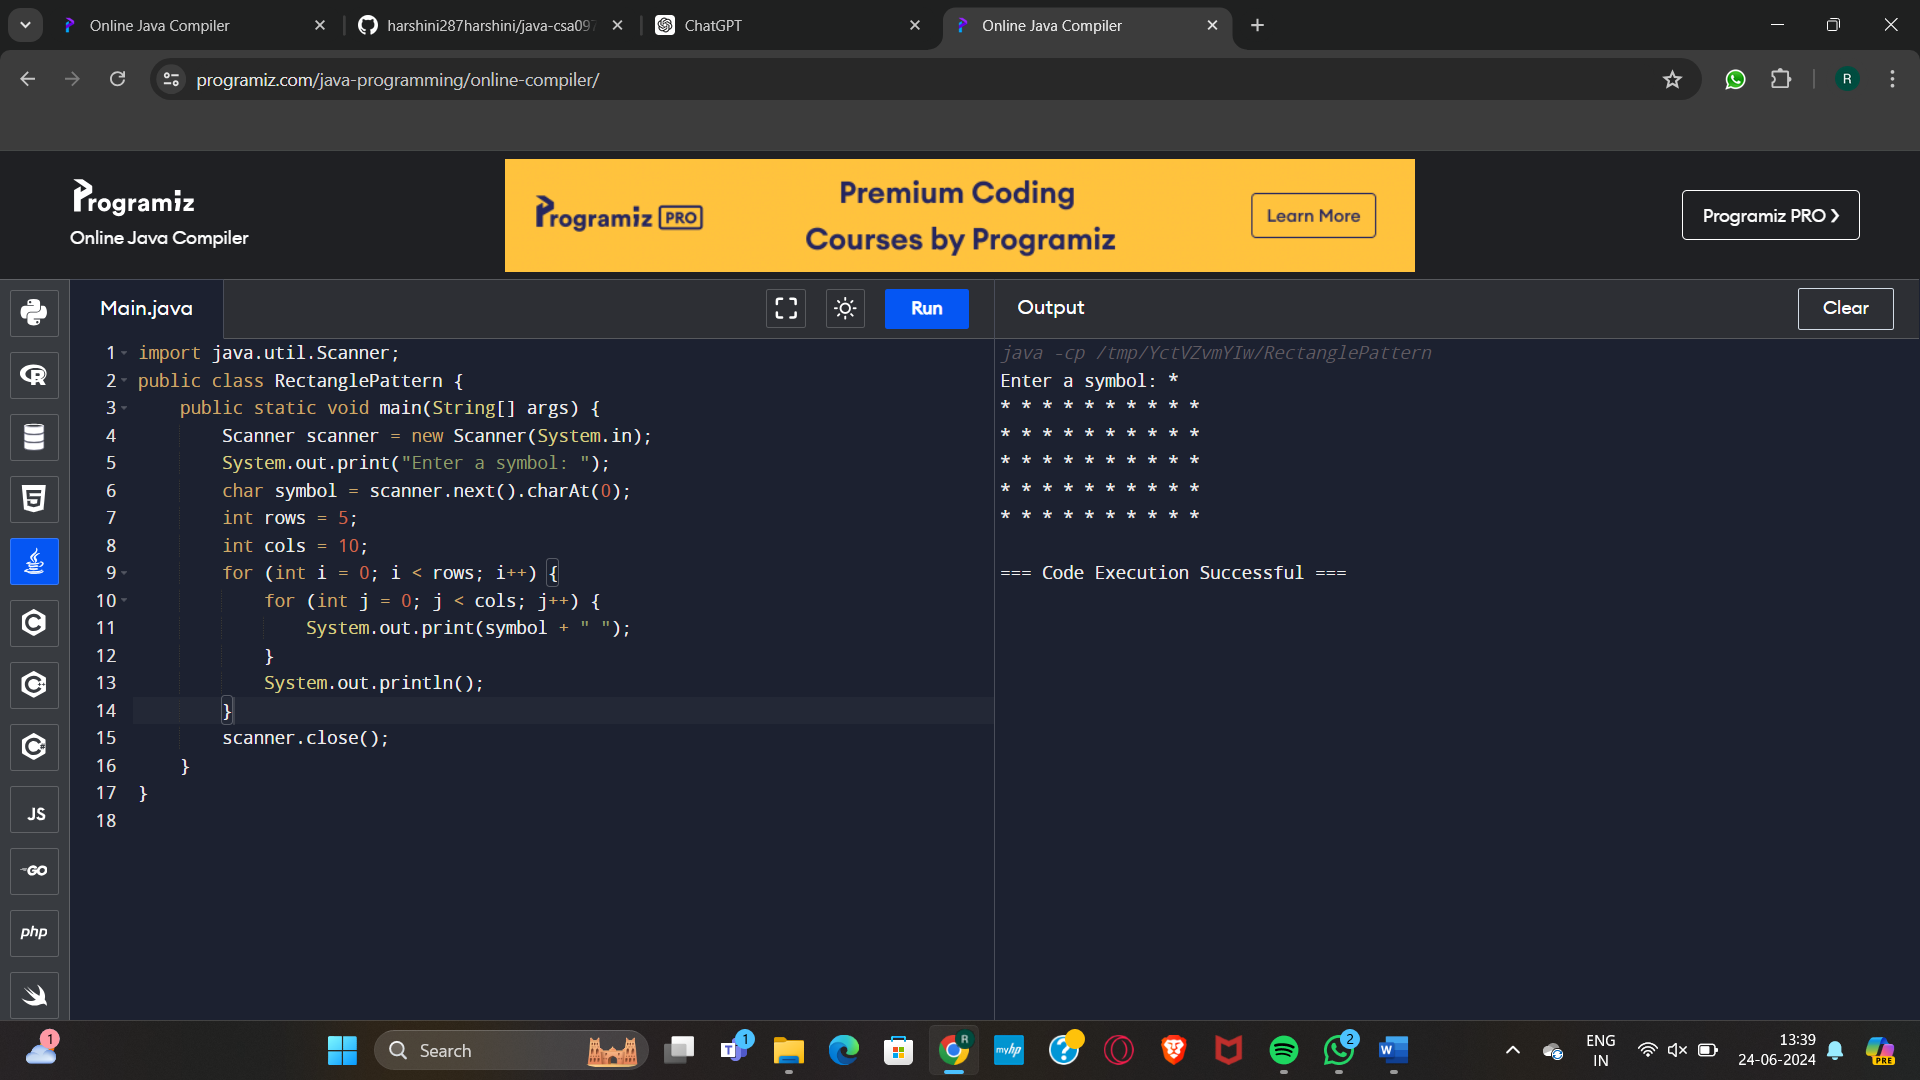 Online Java Compiler
harshini287harshini/java-csa097
ChatGPT
Online Java Compiler
programiz.com/java-programming/online-compiler/
R
Programiz
Online Java Compiler
Programiz PRO
Premium Coding
Courses by Programiz
Learn More
Programiz PRO
Main.java
Run
Output
Clear
1 import java.util.Scanner;
2 public class RectanglePattern {
3     public static void main(String[] args) {
4         Scanner scanner = new Scanner(System.in);
5         System.out.print("Enter a symbol: ");
6         char symbol = scanner.next().charAt(0);
7         int rows = 5;
8         int cols = 10;
9         for (int i = 0; i < rows; i++) {
10             for (int j = 0; j < cols; j++) {
11                 System.out.print(symbol + " ");
12             }
13             System.out.println();
14         }
15         scanner.close();
16     }
17 }
18
java -cp /tmp/YctVZvmYIw/RectanglePattern
Enter a symbol: *
* * * * * * * * * *
* * * * * * * * * *
* * * * * * * * * *
* * * * * * * * * *
* * * * * * * * * *
=== Code Execution Successful ===
JS
GO
php
1
Search
1
R
myhp
2
W
ENG
IN
13:39
24-06-2024
PRE